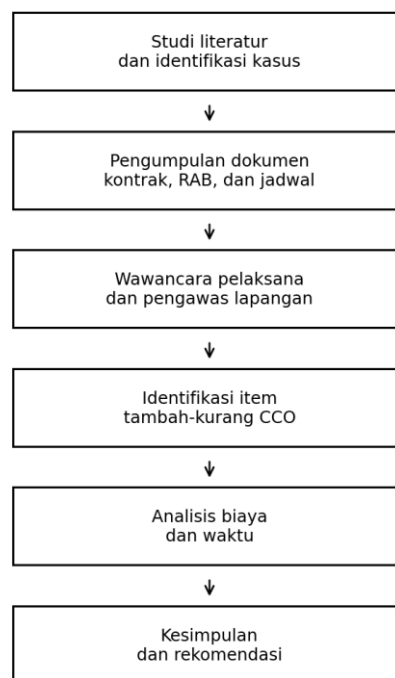 Studi literatur
dan identifikasi kasus
Pengumpulan dokumen
kontrak, RAB, dan jadwal
Wawancara pelaksana
dan pengawas lapangan
Identifikasi item
tambah-kurang CCO
Analisis biaya
dan waktu
Kesimpulan
dan rekomendasi